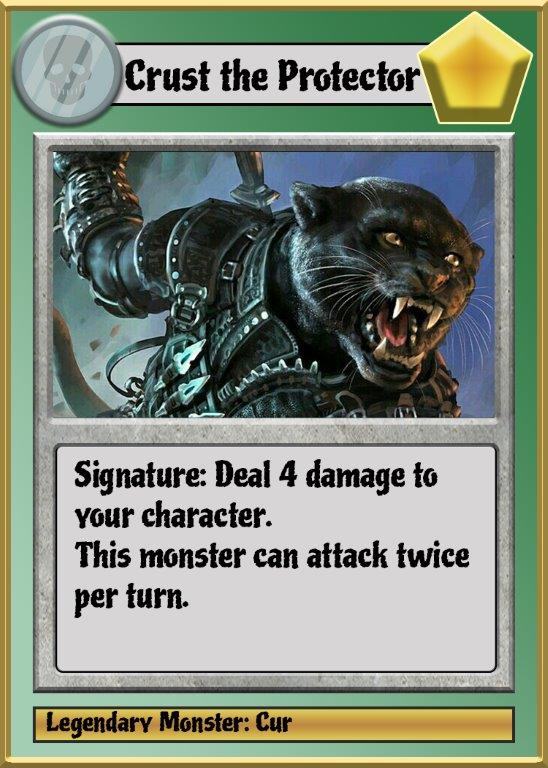 Crust the Protector
Signature: Deal 4 damage to
your character.
This monster can attack twice
per turn.
Legendary Monster: Cur